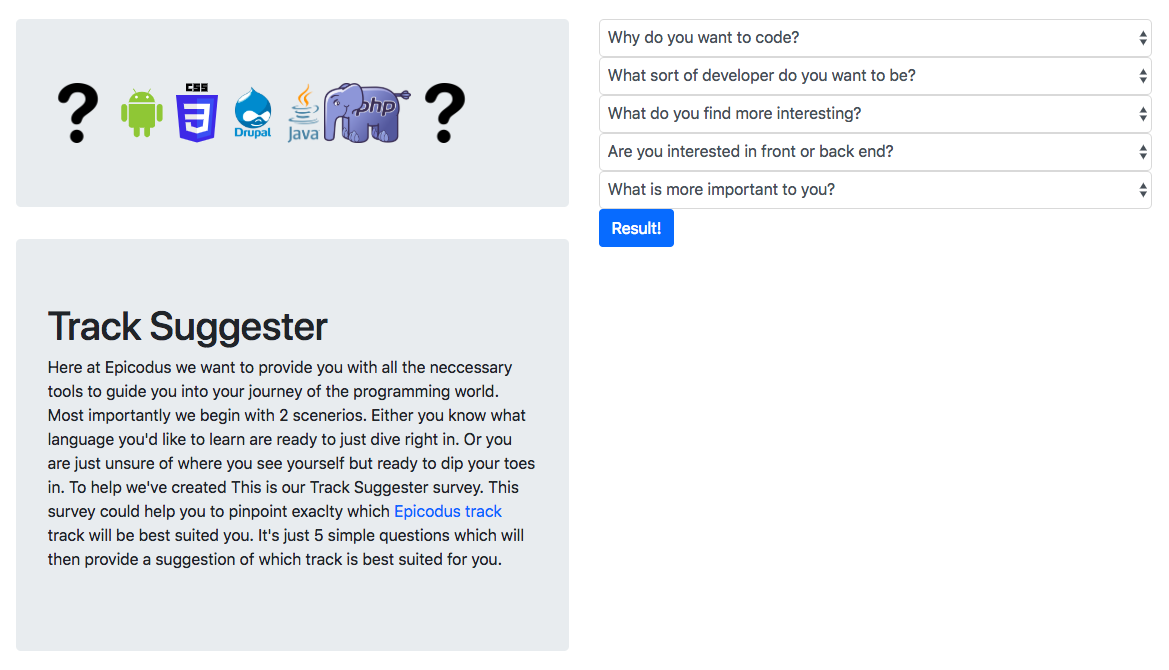 ? CSS Drupal Java php ?
Track Suggester
Here at Epicodus we want to provide you with all the neccessary
tools to guide you into your journey of the programming world.
Most importantly we begin with 2 scenerios. Either you know what
language you'd like to learn are ready to just dive right in. Or you
are just unsure of where you see yourself but ready to dip your toes
in. To help we've created This is our Track Suggester survey. This
survey could help you to pinpoint exaclty which Epicodus track
track will be best suited you. It's just 5 simple questions which will
then provide a suggestion of which track is best suited for you.
Why do you want to code?
What sort of developer do you want to be?
What do you find more interesting?
Are you interested in front or back end?
What is more important to you?
Result!